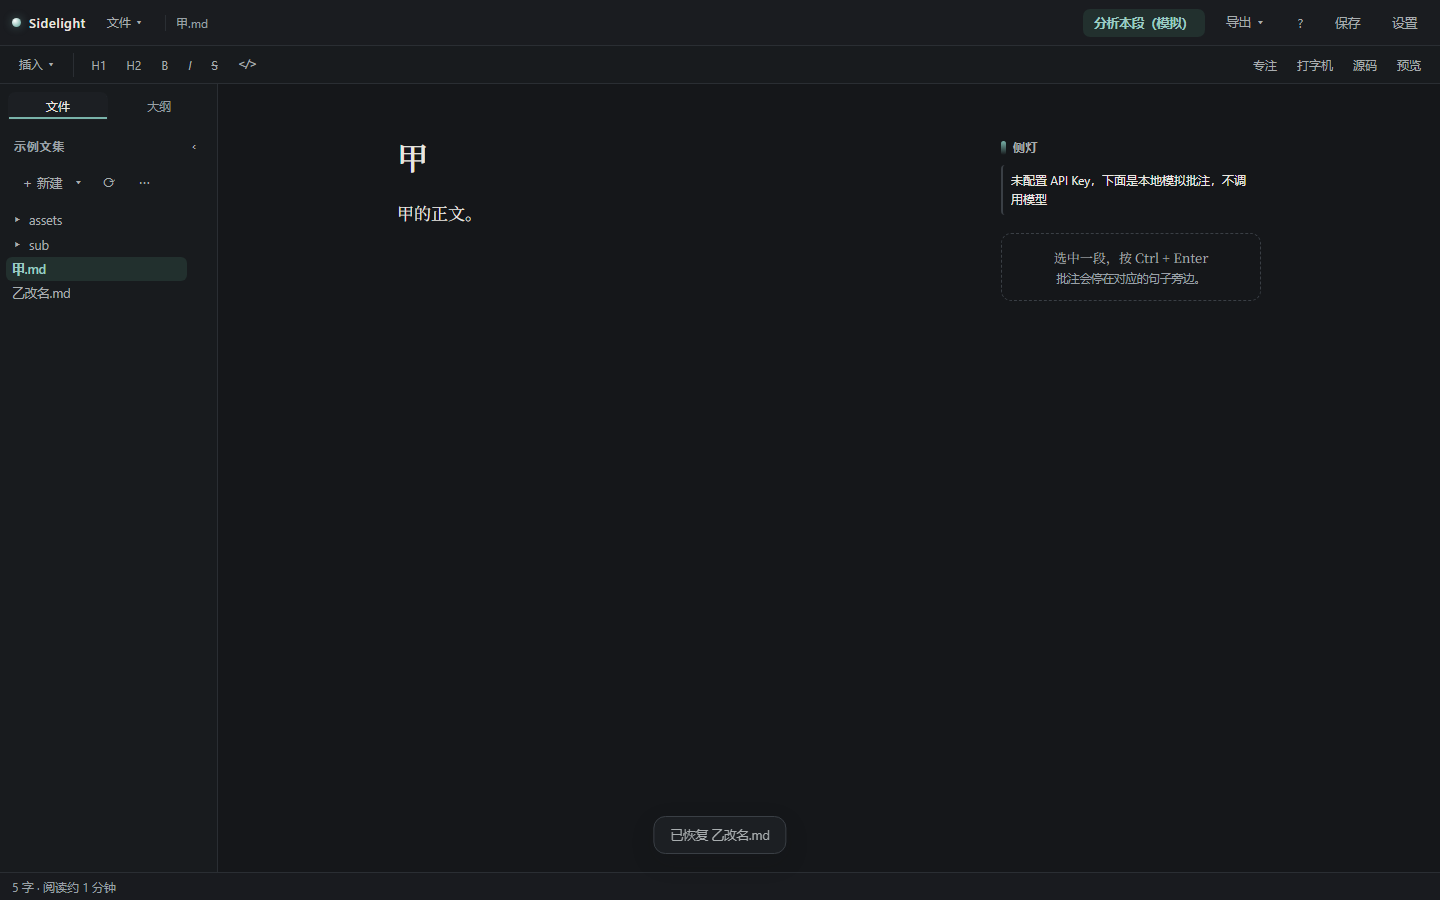 Sidelight 文件 甲.md 分析本段（模拟） 导出 ? 保存 设置
插入 H1 H2 B I S </> 专注 打字机 源码 预览
文件 大纲
示例文集
+ 新建
assets
sub
甲.md
乙改名.md
甲
甲的正文。
侧灯
未配置 API Key，下面是本地模拟批注，不调
用模型
选中一段，按 Ctrl + Enter
批注会停在对应的句子旁边。
已恢复 乙改名.md
5 字 · 阅读约 1 分钟